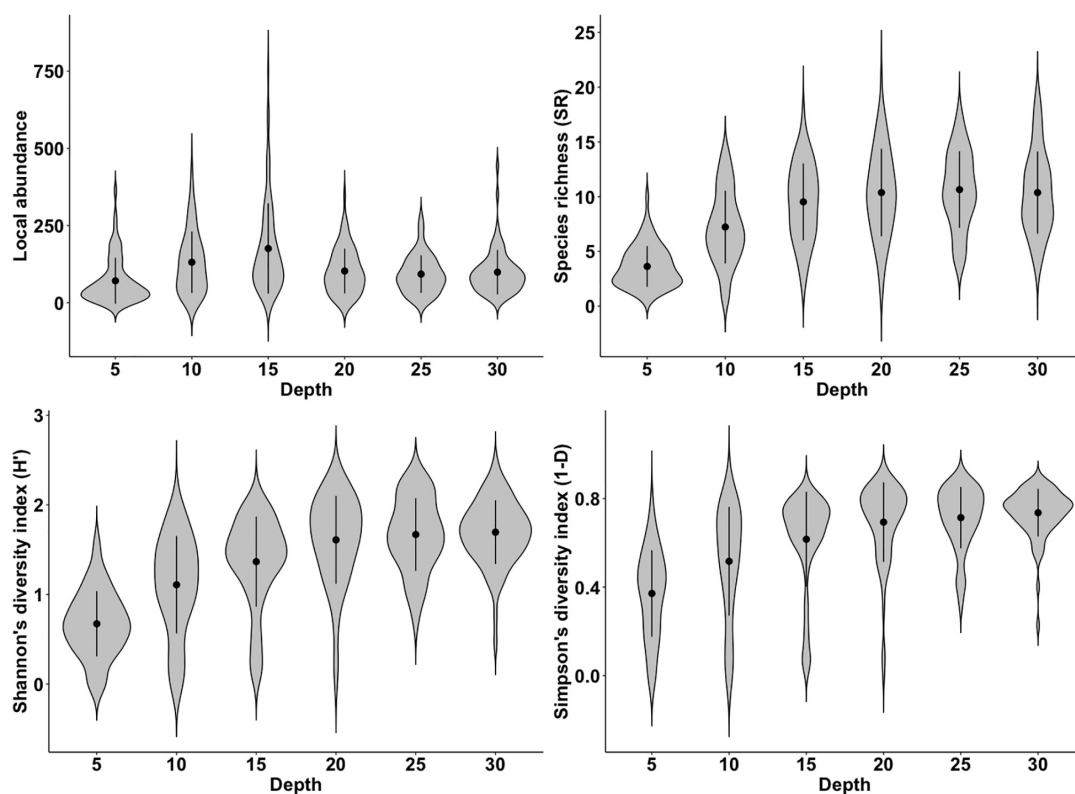 Local abundance
750
500
250
0
5 10 15 20 25 30
Depth
Species richness (SR)
25
20
15
10
5
0
5 10 15 20 25 30
Depth
Shannon's diversity index (H')
3
2
1
0
5 10 15 20 25 30
Depth
Simpson's diversity index (1-D)
0.8
0.4
0.0
5 10 15 20 25 30
Depth